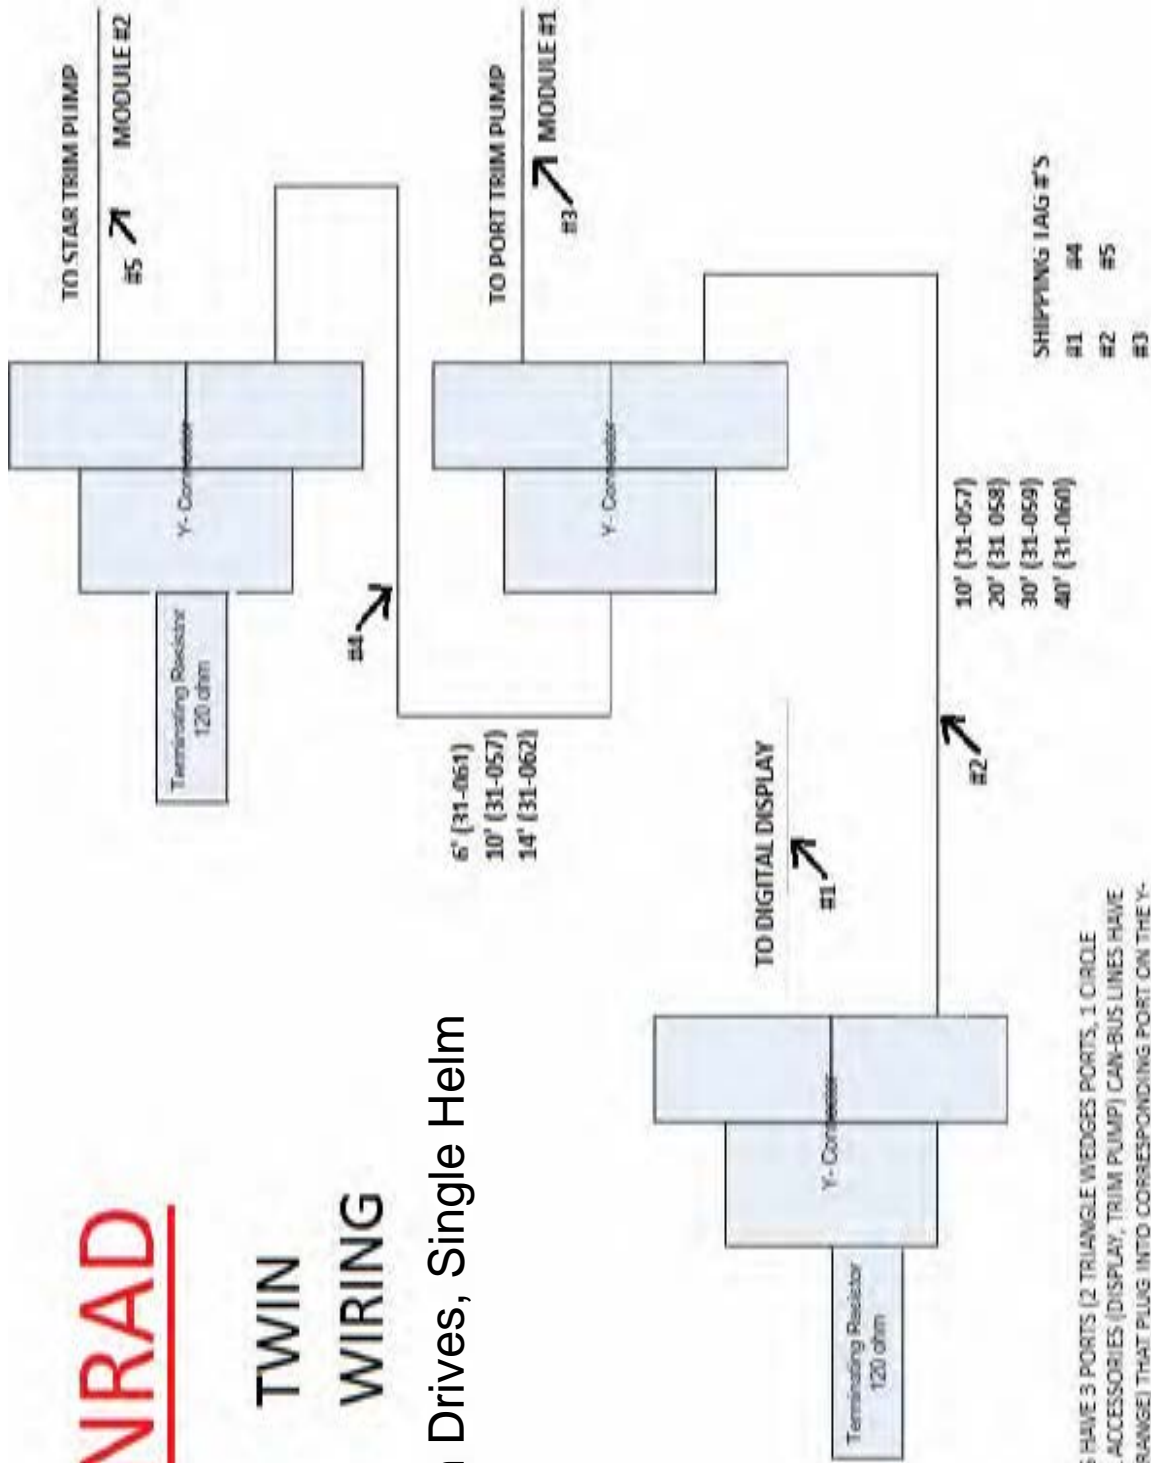 NRAD
TWIN
WIRING
Drives, Single Helm
TO STAR TRIM PUMP
#5
MODULE #2
Y- Connector
Terminating Resistor
120 ohm
#4
6' (31-061)
10' (31-057)
14' (31-062)
TO PORT TRIM PUMP
#3
MODULE #1
Y- Connector
TO DIGITAL DISPLAY
#1
Y- Connector
Terminating Resistor
120 ohm
#2
10' (31-057)
20' (31-058)
30' (31-059)
40' (31-060)
SHIPPING TAG #'S
#1 #4
#2 #5
#3
HAVE 3 PORTS (2 TRIANGLE WEDGES PORTS, 1 CIRCLE
ACCESSORIES (DISPLAY, TRIM PUMP) CAN-BUS LINES HAVE
RANGE) THAT PLUG INTO CORRESPONDING PORT ON THE Y-